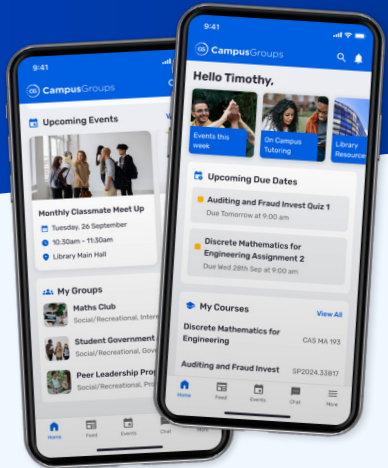 9:41
CG CampusGroups
Upcoming Events
Monthly Classmate Meet Up
Tuesday, 26 September
10:30am - 11:30am
Library Main Hall
My Groups
Maths Club
Social/Recreational, Intere
Student Government
Social/Recreational, Gov
Peer Leadership Prog
Social/Recreational, Pro
Home
Feed
Events
Chat
More
9:41
CG CampusGroups
Hello Timothy,
Events this
week
On Campus
Tutoring
Library
Resource
Upcoming Due Dates
Auditing and Fraud Invest Quiz 1
Due Tomorrow at 9:00 am
Discrete Mathematics for
Engineering Assignment 2
Due Wed 28th Sep at 9:00 am
My Courses
View All
Discrete Mathematics for
Engineering
CAS MA 193
Auditing and Fraud Invest
SP2024.33817
Home
Feed
Events
Chat
More